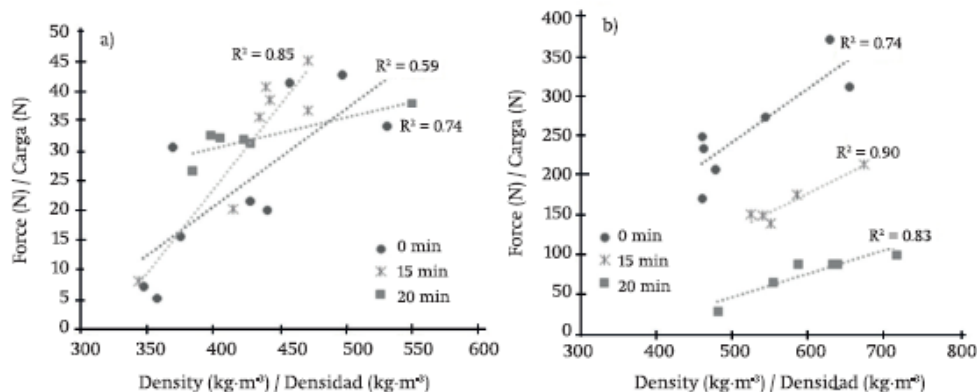 a)
Force (N) / Carga (N)
50
45
40
35
30
25
20
15
10
5
0
R² = 0.85
R² = 0.59
R² = 0.74
0 min
15 min
20 min
300
350
400
450
500
550
600
Density (kg·m⁻³) / Densidad (kg·m⁻³)
b)
Force (N) / Carga (N)
400
350
300
250
200
150
100
50
0
R² = 0.74
R² = 0.90
R² = 0.83
0 min
15 min
20 min
300
400
500
600
700
800
Density (kg·m⁻³) / Densidad (kg·m⁻³)